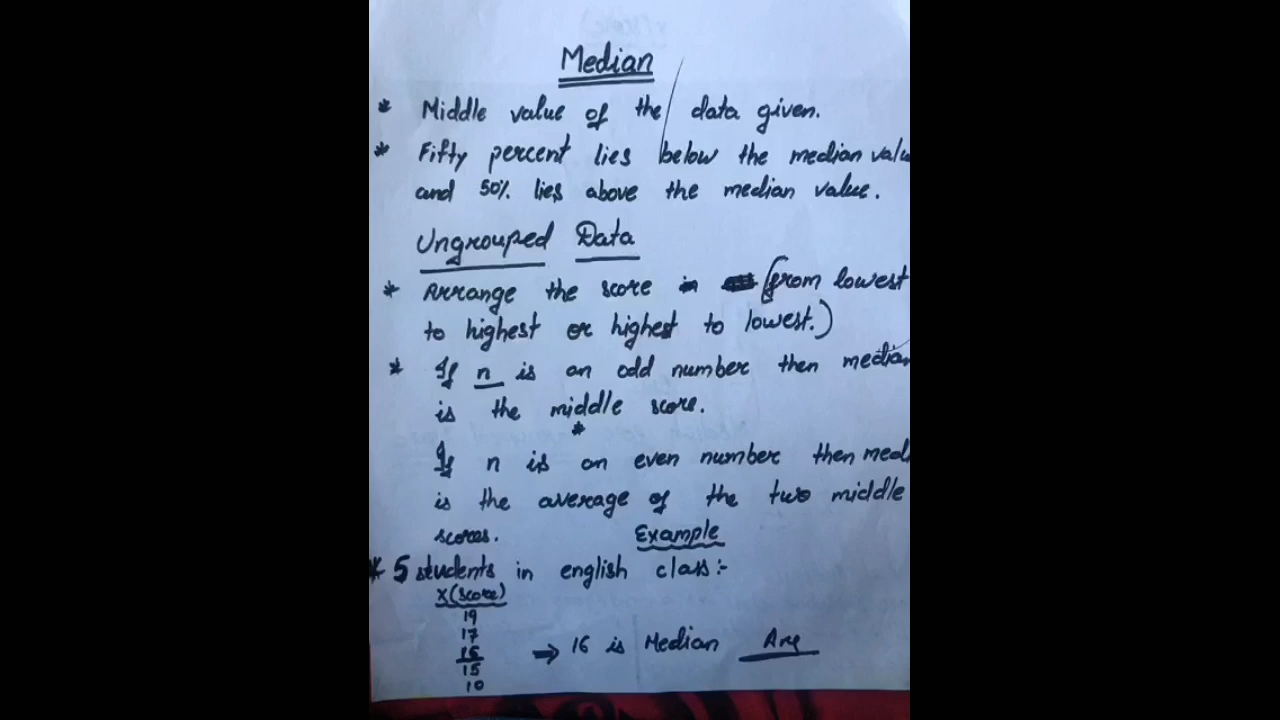 Median
* Middle value of the data given.
* Fifty percent lies below the median valu
and 50% lies above the median value.
Ungrouped Data
* Arrange the score in (from lowest
to highest or highest to lowest.)
* If n is an odd number then median
is the middle score.
*
If n is an even number then medi
is the average of the two middle
scores. Example
* 5 students in english class:-
X(score)
19
17
16
15
10
⇒ 16 is Median Ans